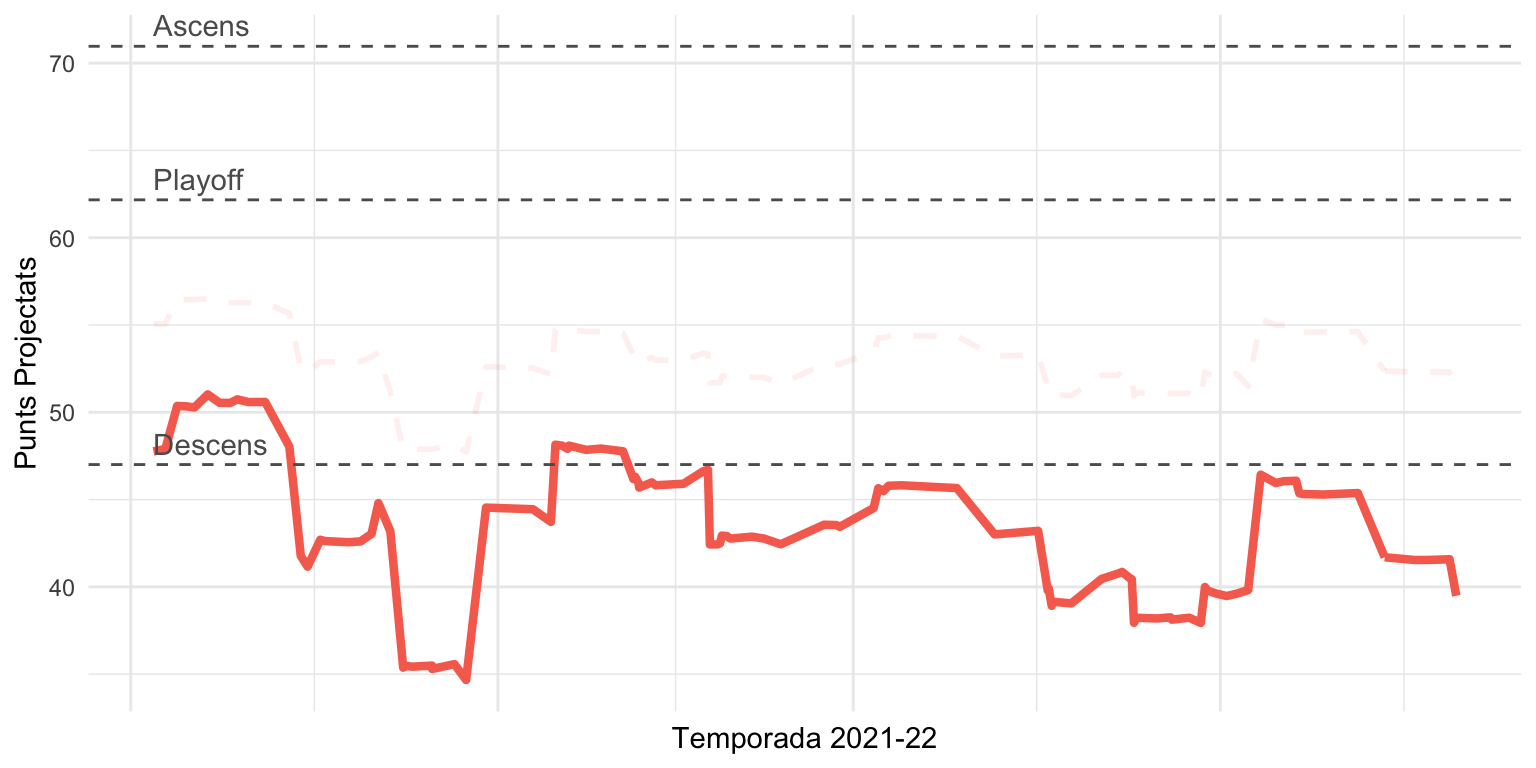 Ascens
70
Playoff
60
Punts Projectats
50
Descens
40
Temporada 2021-22